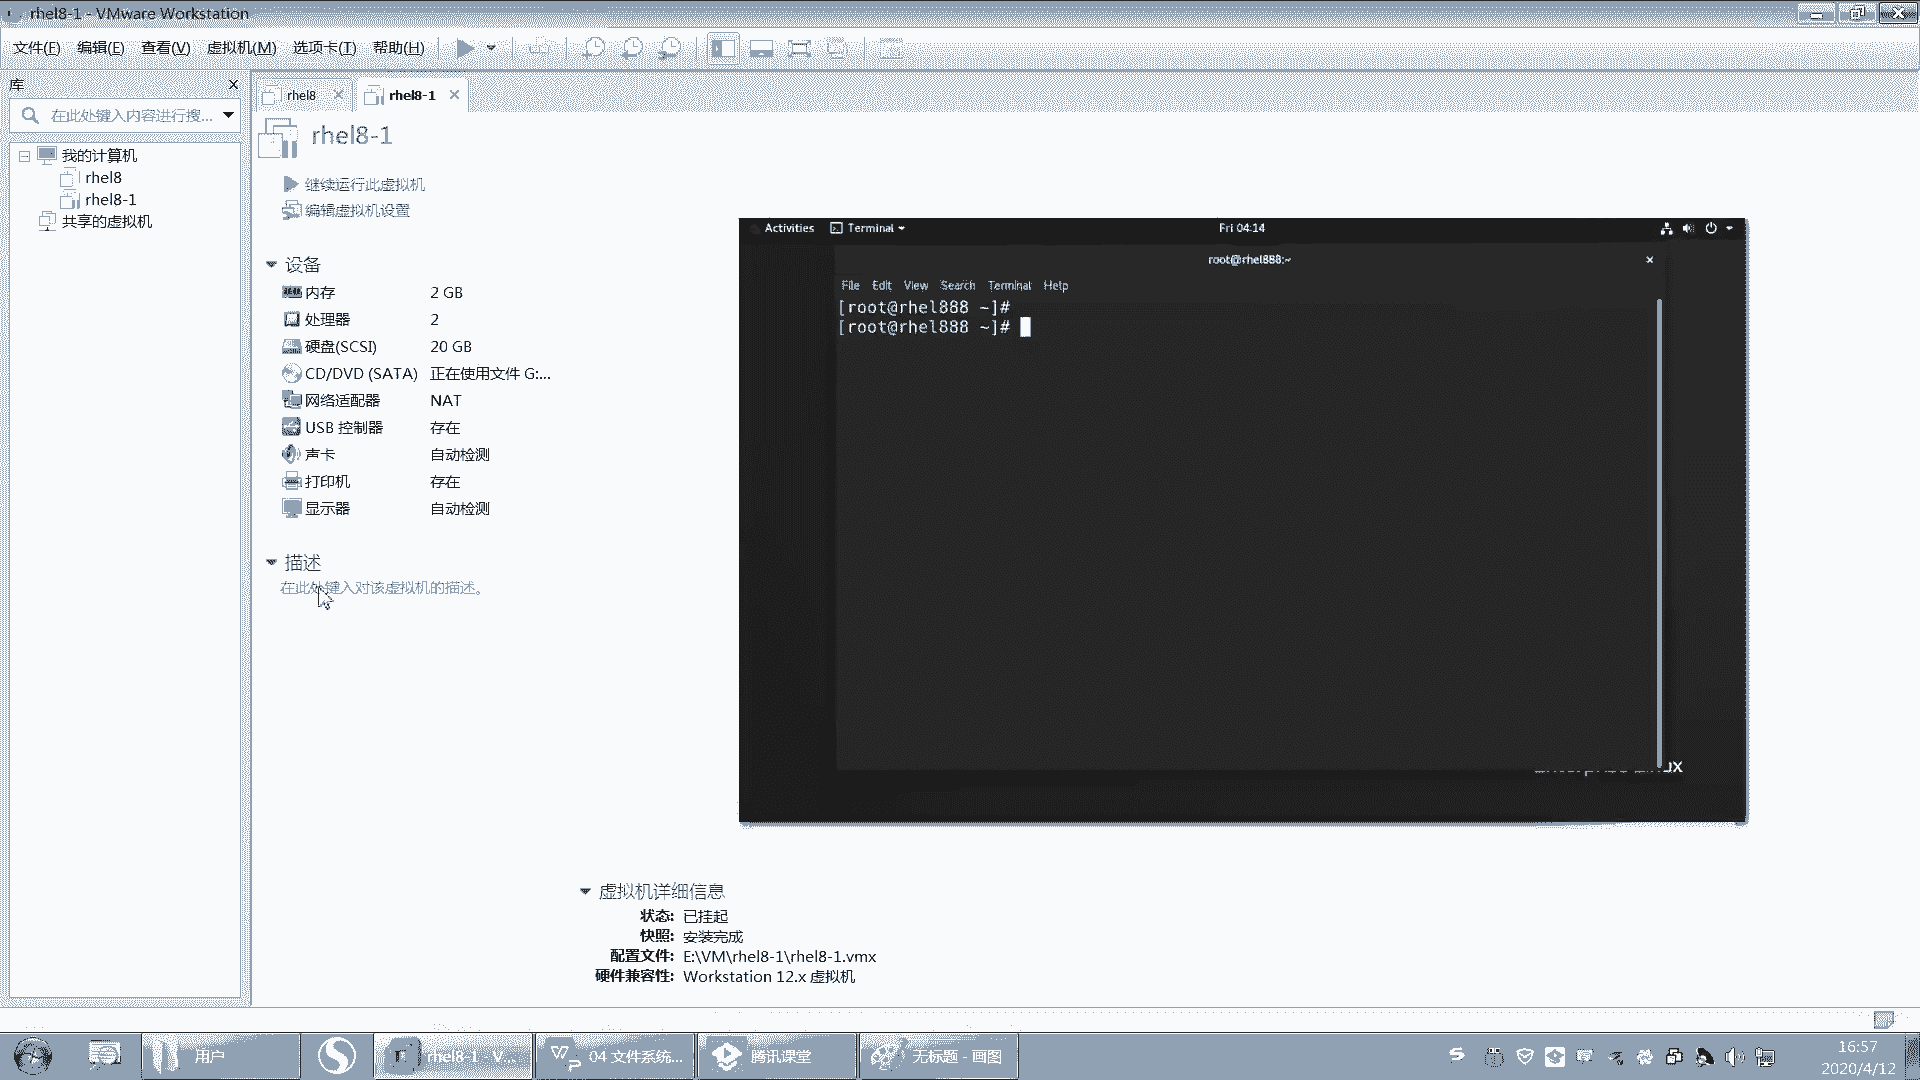 rhel8-1 - VMware Workstation
文件(F) 编辑(E) 查看(V) 虚拟机(M) 选项卡(T) 帮助(H)
库
在此处键入内容进行搜...
我的计算机
rhel8
rhel8-1
共享的虚拟机
rhel8
rhel8-1
rhel8-1
继续运行此虚拟机
编辑虚拟机设置
设备
内存 2 GB
处理器 2
硬盘(SCSI) 20 GB
CD/DVD (SATA) 正在使用文件 G:...
网络适配器 NAT
USB 控制器 存在
声卡 自动检测
打印机 存在
显示器 自动检测
描述
在此处键入对该虚拟机的描述。
Activities Terminal Fri 04:14
root@rhel888:~
File Edit View Search Terminal Help
[root@rhel888 ~]#
[root@rhel888 ~]#
虚拟机详细信息
状态: 已挂起
快照: 安装完成
配置文件: E:\VM\rhel8-1\rhel8-1.vmx
硬件兼容性: Workstation 12.x 虚拟机
用户
rhel8-1 - V...
04 文件系统...
腾讯课堂
无标题 - 画图
16:57
2020/4/12